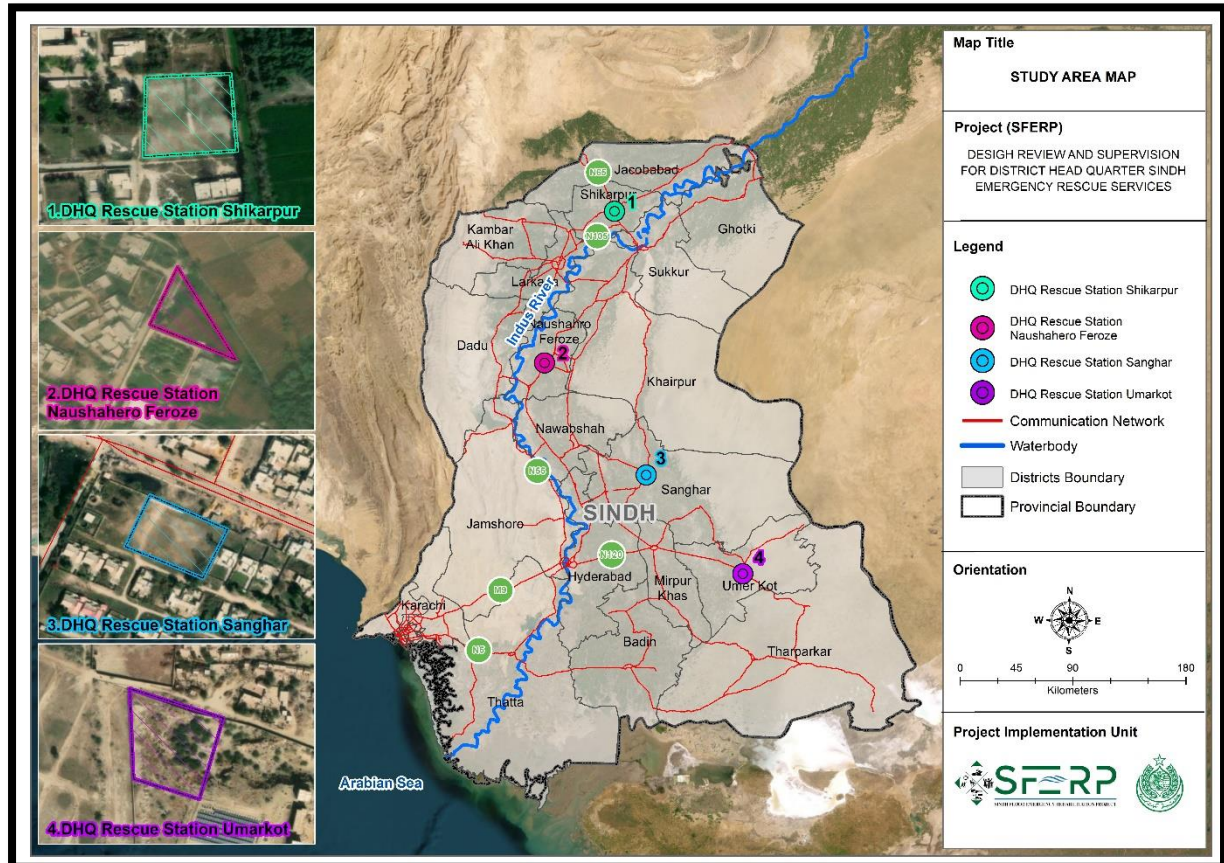 1.DHQ Rescue Station Shikarpur
2.DHQ Rescue Station
Naushahero Feroze
3.DHQ Rescue Station Sanghar
4.DHQ Rescue Station Umarkot
N65
Jacobabad
Shikarpur
1
N105
Kambar
Ali Khan
Ghotki
Sukkur
Larkana
Indus River
Naushahro
Feroze
2
Dadu
Khairpur
Nawabshah
3
N55
Sanghar
SINDH
Jamshoro
N120
4
Hyderabad
Mirpur
Khas
Umer Kot
M9
Karachi
N5
Badin
Tharparkar
Thatta
Arabian Sea
Map Title
STUDY AREA MAP
Project (SFERP)
DESIGH REVIEW AND SUPERVISION
FOR DISTRICT HEAD QUARTER SINDH
EMERGENCY RESCUE SERVICES
Legend
DHQ Rescue Station Shikarpur
DHQ Rescue Station
Naushahero Feroze
DHQ Rescue Station Sanghar
DHQ Rescue Station Umarkot
Communication Network
Waterbody
Districts Boundary
Provincial Boundary
Orientation
N
W E
S
0 45 90 180
Kilometers
Project Implementation Unit
SFERP
SINDH FLOOD EMERGENCY REHABILITATION PROJECT